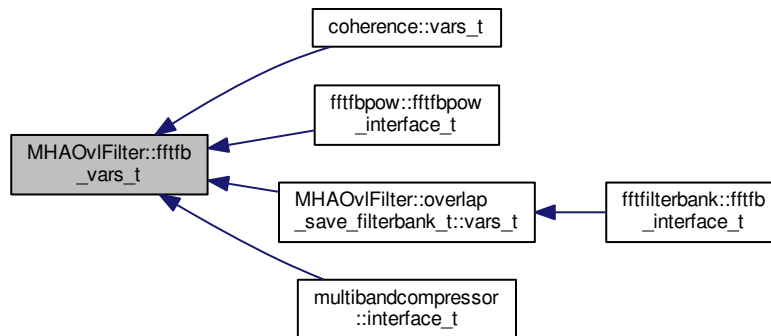 coherence::vars_t
fftfbpow::fftfbpow
_interface_t
MHAOvlFilter::fftfb
_vars_t
MHAOvlFilter::overlap
_save_filterbank_t::vars_t
fftfilterbank::fftfb
_interface_t
multibandcompressor
::interface_t